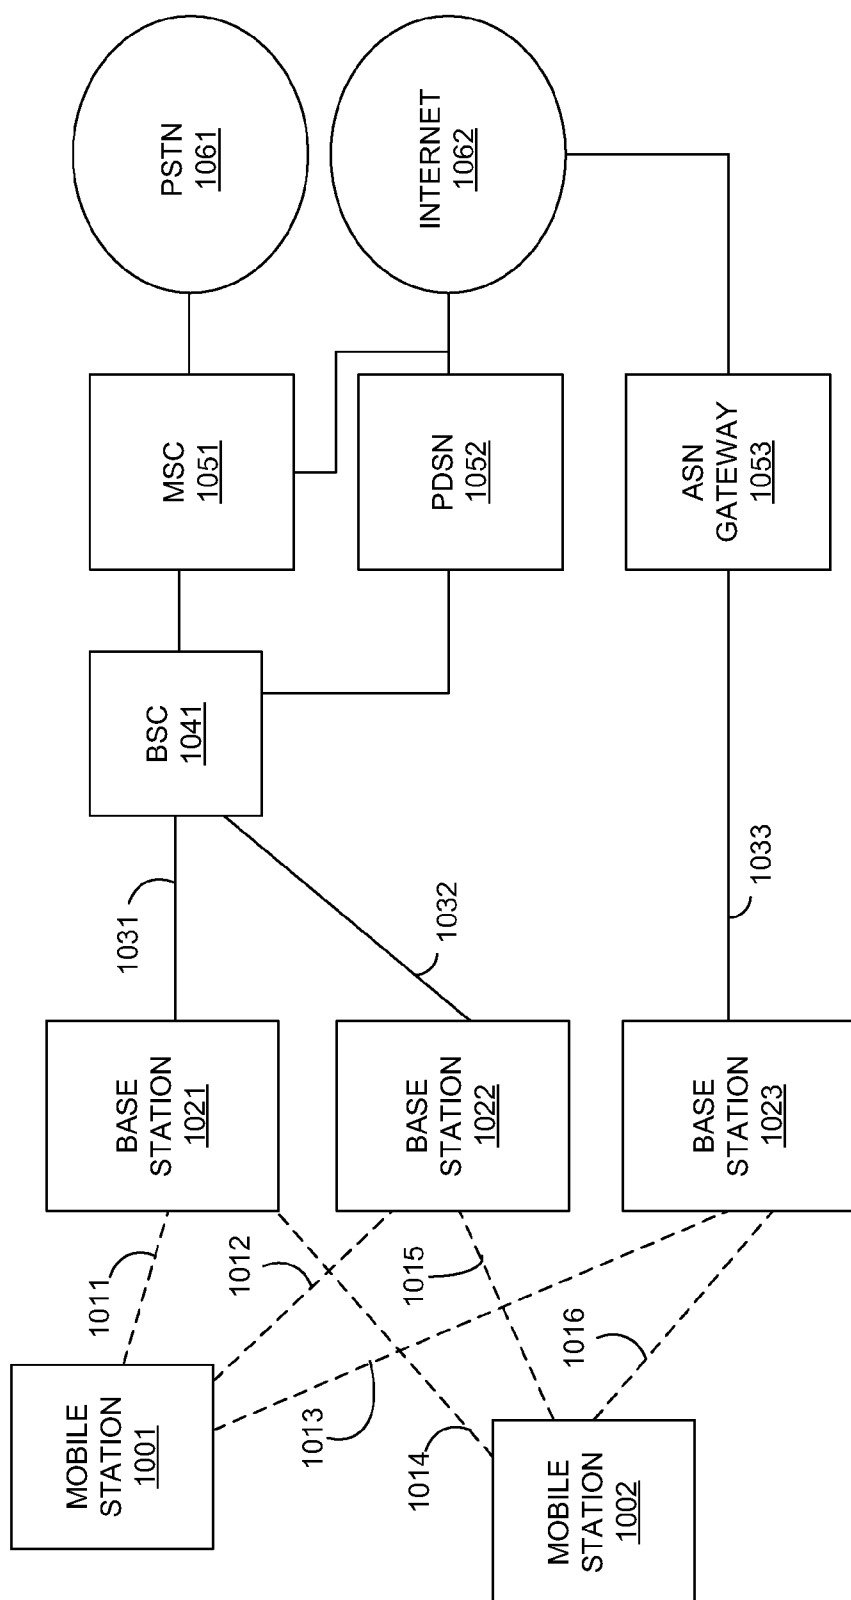 MOBILE
STATION
1001
MOBILE
STATION
1002
1011
1012
1013
1014
1015
1016
BASE
STATION
1021
BASE
STATION
1022
BASE
STATION
1023
1031
1032
1033
BSC
1041
MSC
1051
PDSN
1052
ASN
GATEWAY
1053
PSTN
1061
INTERNET
1062